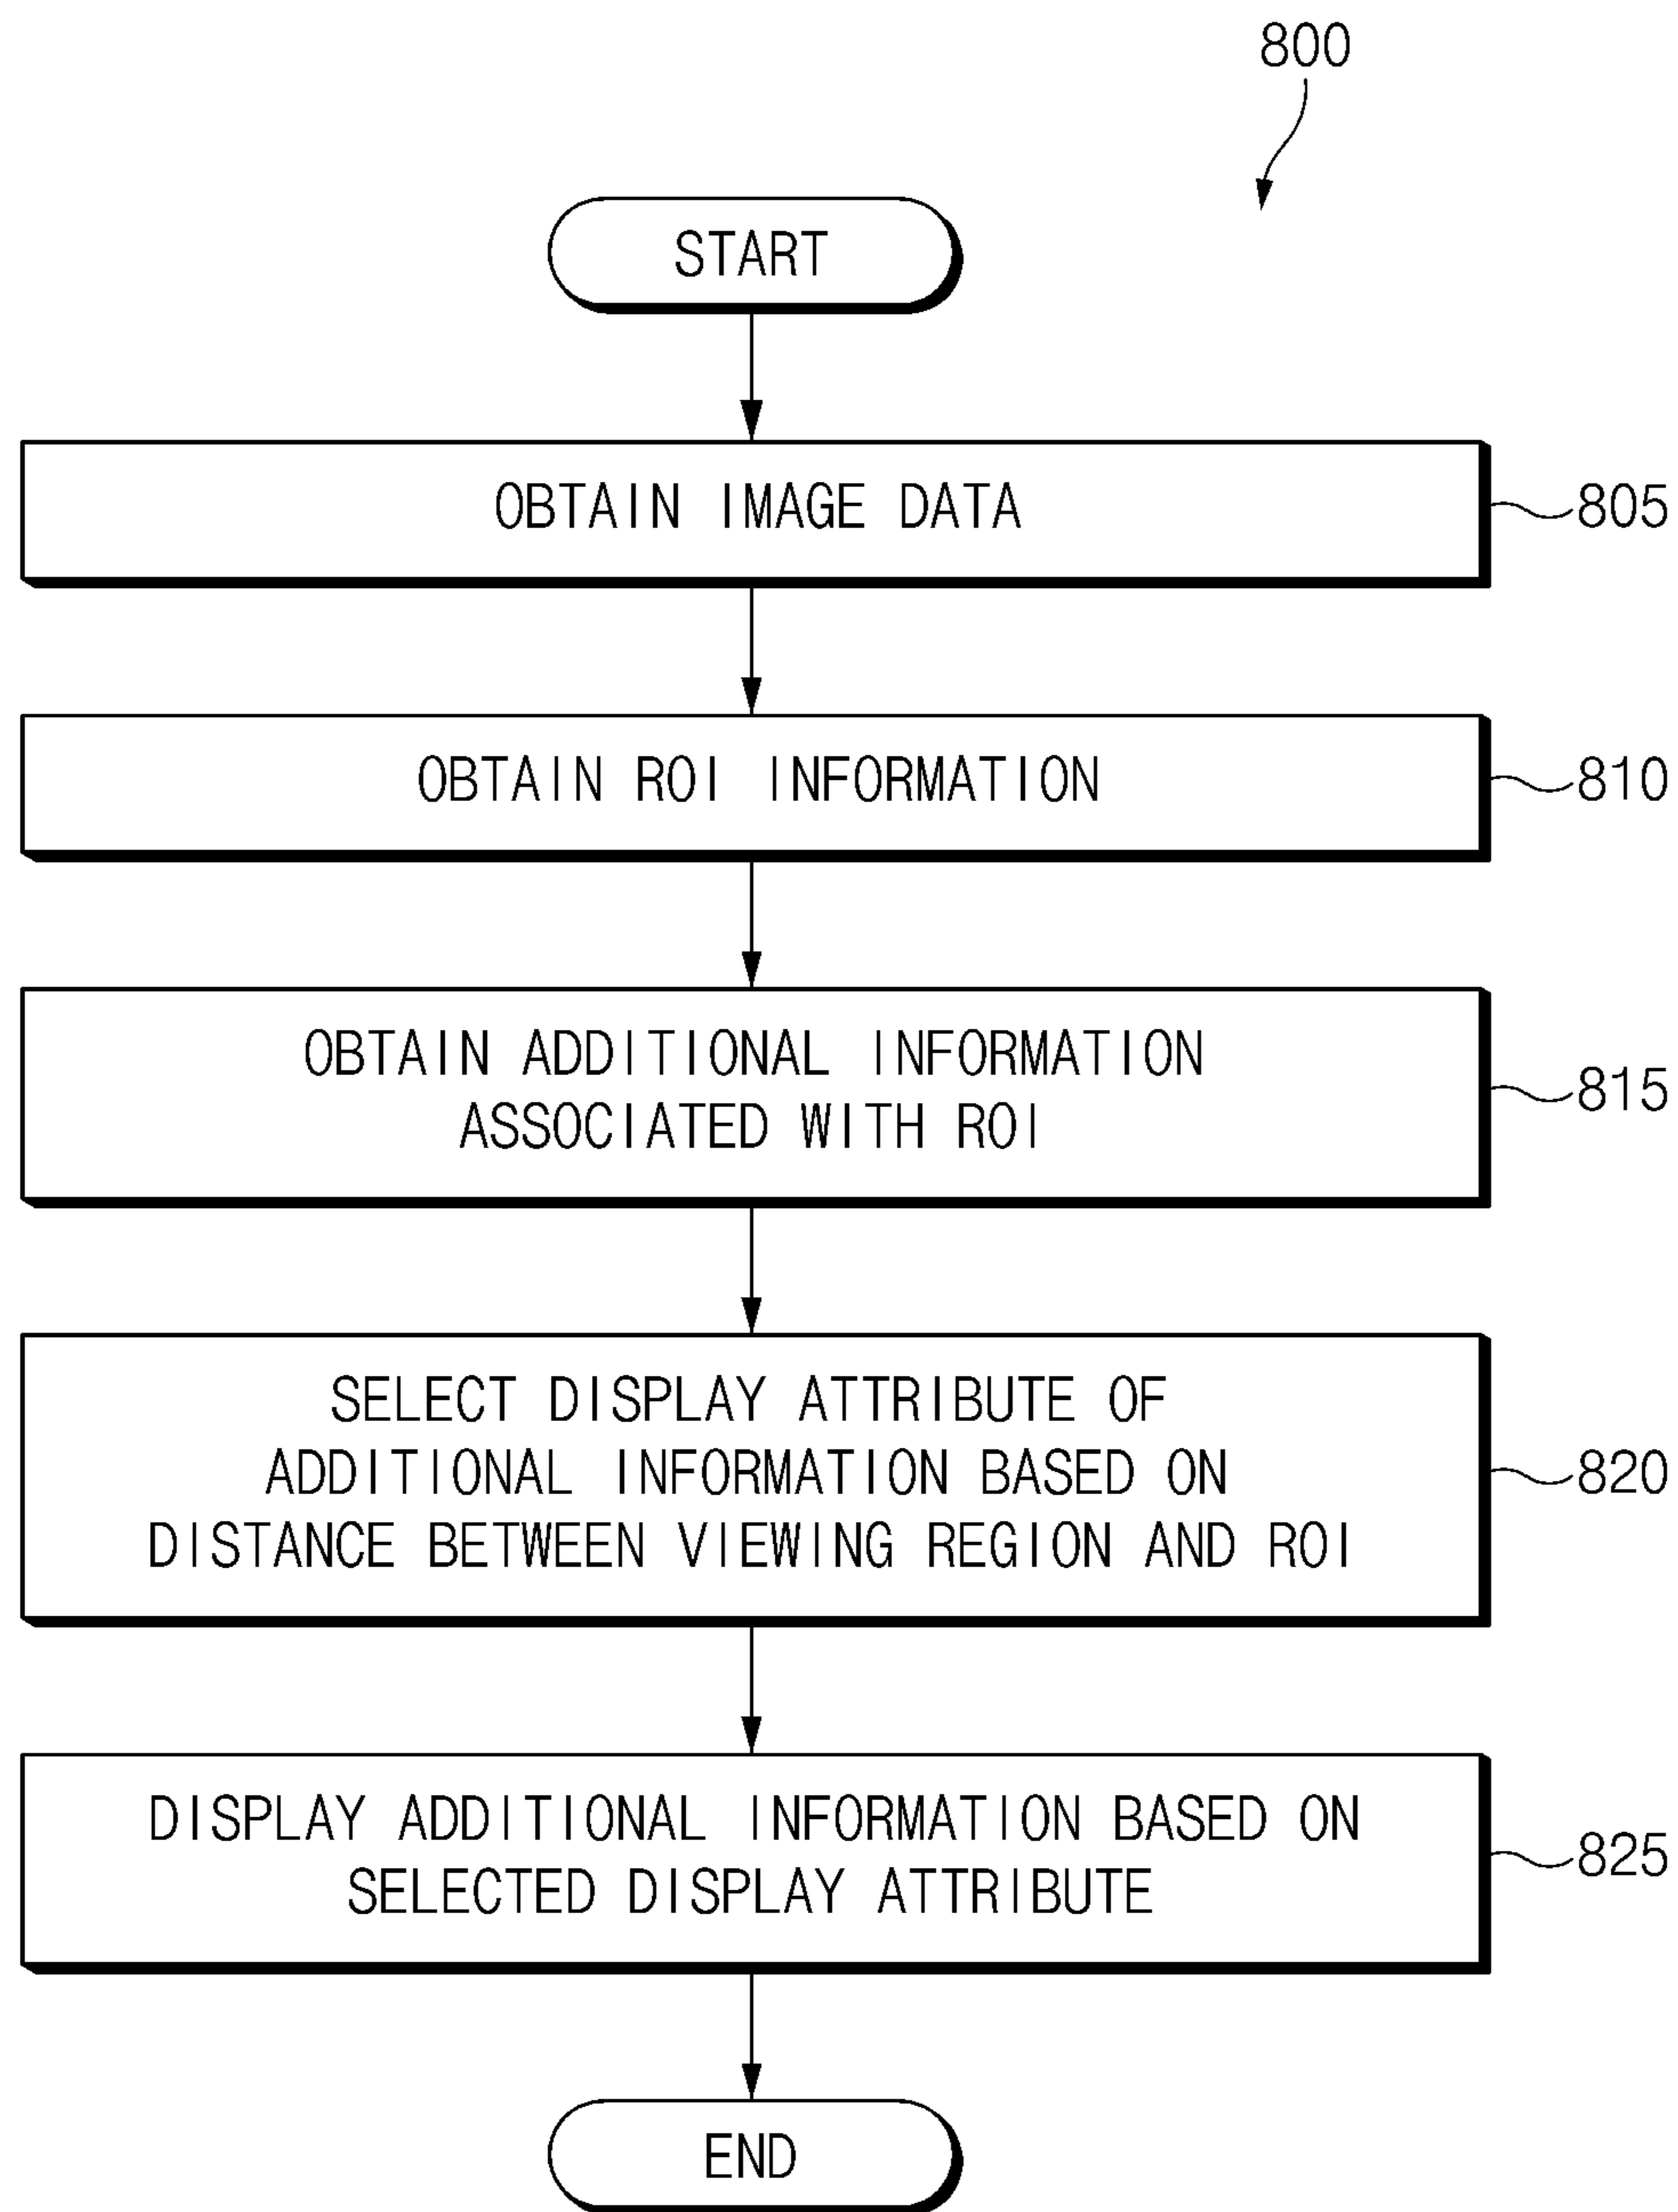 800
START
OBTAIN IMAGE DATA
805
OBTAIN ROI INFORMATION
810
OBTAIN ADDITIONAL INFORMATION
ASSOCIATED WITH ROI
815
SELECT DISPLAY ATTRIBUTE OF
ADDITIONAL INFORMATION BASED ON
DISTANCE BETWEEN VIEWING REGION AND ROI
820
DISPLAY ADDITIONAL INFORMATION BASED ON
SELECTED DISPLAY ATTRIBUTE
825
END